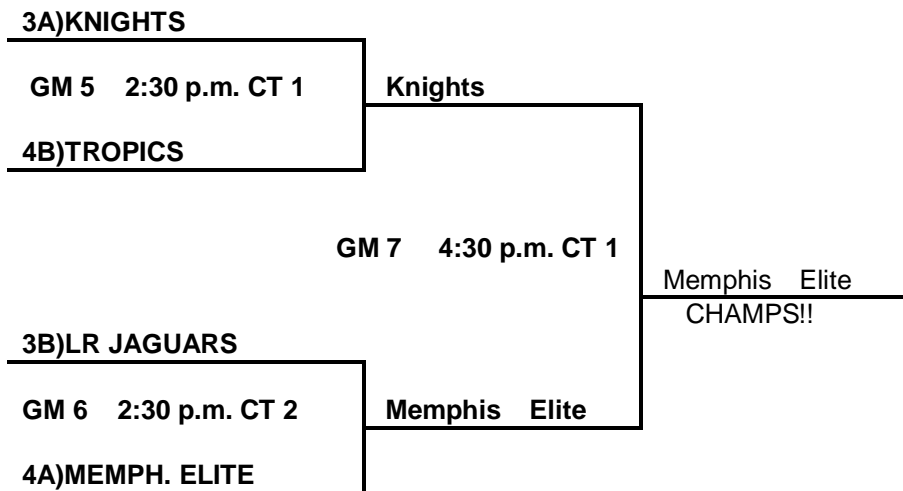 3A)KNIGHTS
GM 5 2:30 p.m. CT 1
Knights
4B)TROPICS
GM 7 4:30 p.m. CT 1
Memphis Elite
CHAMPS!!
3B)LR JAGUARS
GM 6 2:30 p.m. CT 2
Memphis Elite
4A)MEMPH. ELITE